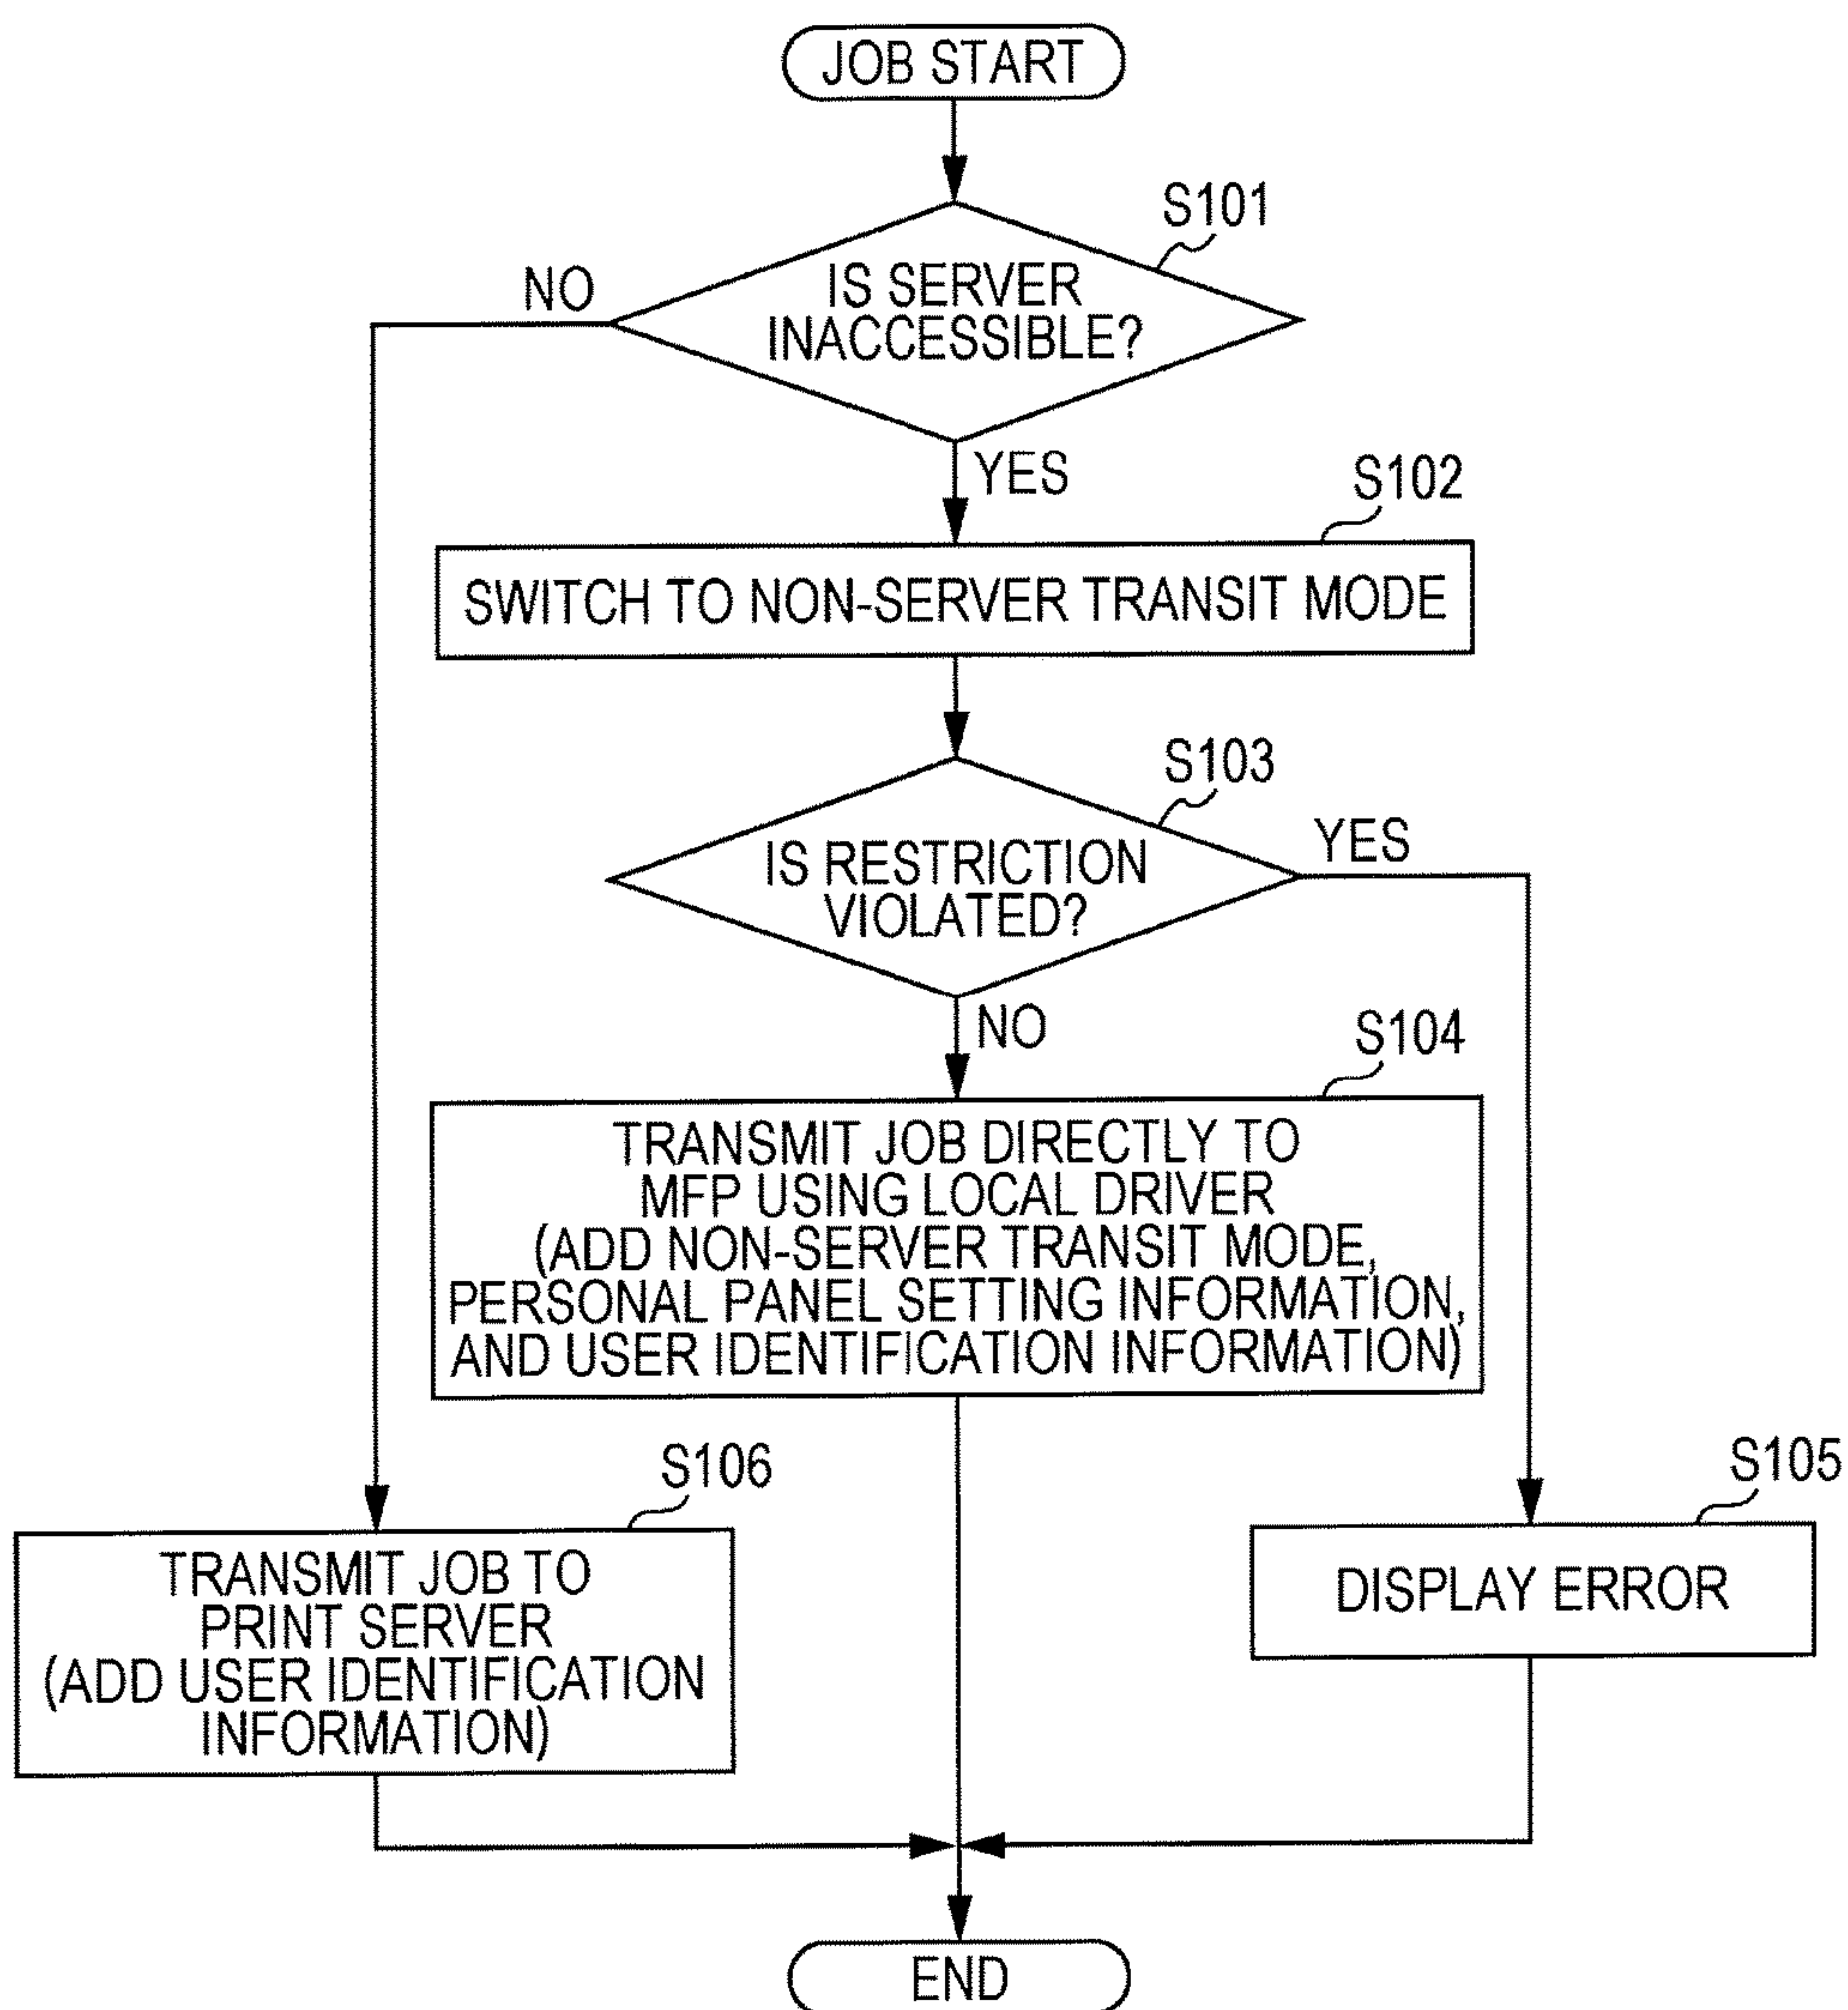 JOB START
S101
IS SERVER
INACCESSIBLE?
NO
YES
S102
SWITCH TO NON-SERVER TRANSIT MODE
S103
IS RESTRICTION
VIOLATED?
YES
NO
S104
TRANSMIT JOB DIRECTLY TO
MFP USING LOCAL DRIVER
(ADD NON-SERVER TRANSIT MODE,
PERSONAL PANEL SETTING INFORMATION,
AND USER IDENTIFICATION INFORMATION)
S106
TRANSMIT JOB TO
PRINT SERVER
(ADD USER IDENTIFICATION
INFORMATION)
S105
DISPLAY ERROR
END